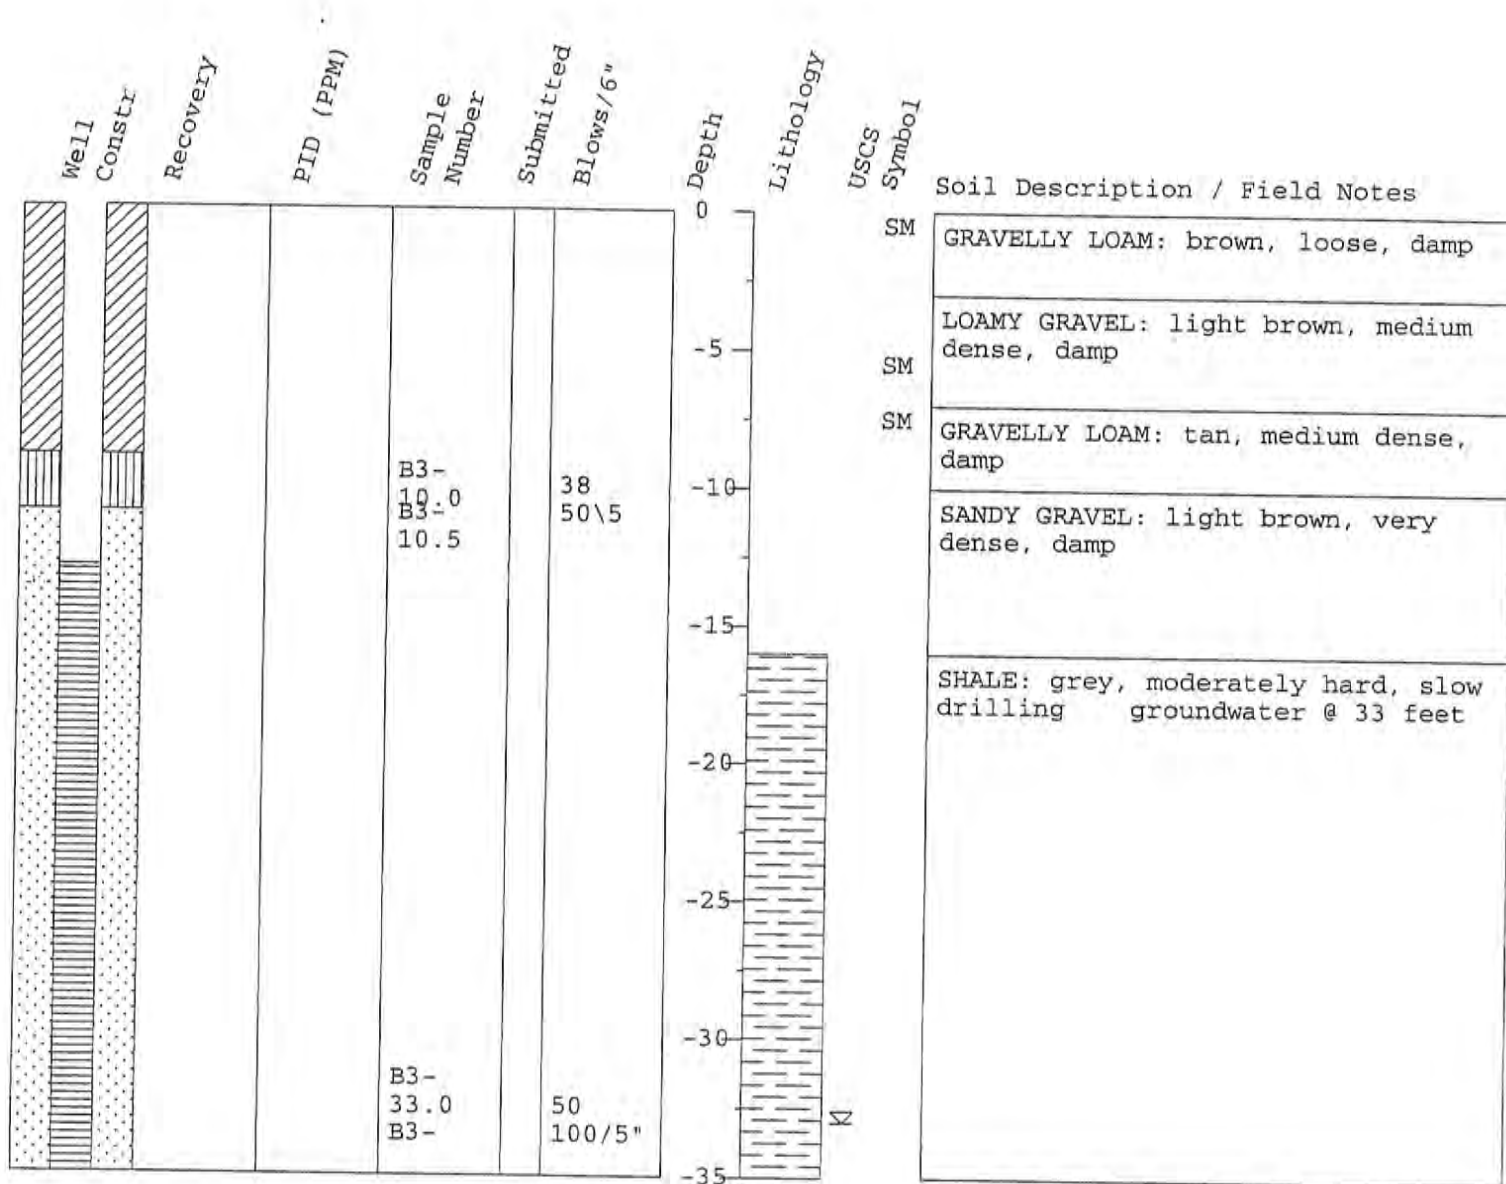 Well
Constr
Recovery
PID (PPM)
Sample
Number
Submitted
Blows/6"
Depth
Lithology
USCS
Symbol
Soil Description / Field Notes
0
SM
GRAVELLY LOAM: brown, loose, damp
LOAMY GRAVEL: light brown, medium
dense, damp
-5
SM
SM
GRAVELLY LOAM: tan, medium dense,
damp
B3-
10.0
B3-
10.5
38
50\5
-10
SANDY GRAVEL: light brown, very
dense, damp
-15
SHALE: grey, moderately hard, slow
drilling groundwater @ 33 feet
-20
-25
-30
B3-
33.0
B3-
50
100/5"
-35